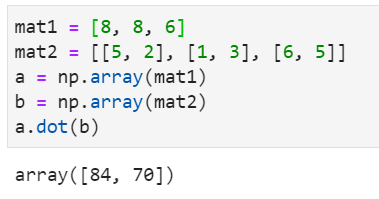 mat1 = [8, 8, 6]
mat2 = [[5, 2], [1, 3], [6, 5]]
a = np.array(mat1)
b = np.array(mat2)
a.dot(b)
array([84, 70])